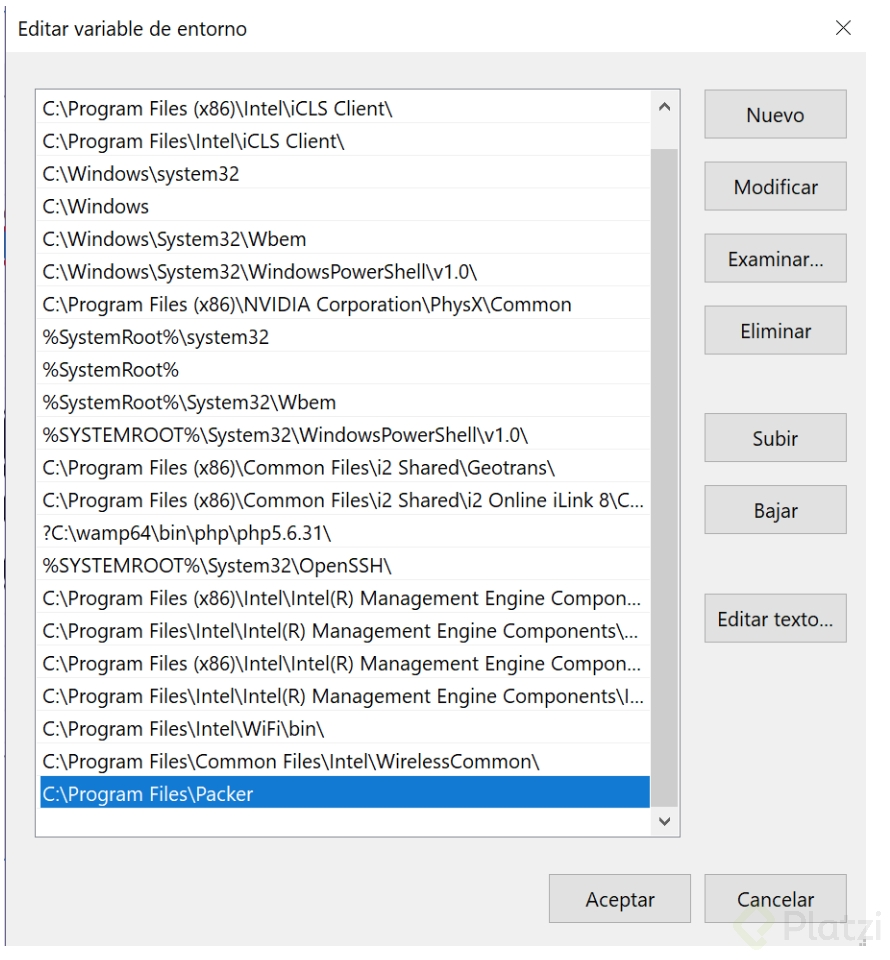 Editar variable de entorno
C:\Program Files (x86)\Intel\iCLS Client\
C:\Program Files\Intel\iCLS Client\
C:\Windows\system32
C:\Windows
C:\Windows\System32\Wbem
C:\Windows\System32\WindowsPowerShell\v1.0\
C:\Program Files (x86)\NVIDIA Corporation\PhysX\Common
%SystemRoot%\system32
%SystemRoot%
%SystemRoot%\System32\Wbem
%SYSTEMROOT%\System32\WindowsPowerShell\v1.0\
C:\Program Files (x86)\Common Files\i2 Shared\Geotrans\
C:\Program Files (x86)\Common Files\i2 Shared\i2 Online iLink 8\C...
?C:\wamp64\bin\php\php5.6.31\
%SYSTEMROOT%\System32\OpenSSH\
C:\Program Files (x86)\Intel\Intel(R) Management Engine Compon...
C:\Program Files\Intel\Intel(R) Management Engine Components\...
C:\Program Files (x86)\Intel\Intel(R) Management Engine Compon...
C:\Program Files\Intel\Intel(R) Management Engine Components\I...
C:\Program Files\Intel\WiFi\bin\
C:\Program Files\Common Files\Intel\WirelessCommon\
C:\Program Files\Packer
Nuevo
Modificar
Examinar...
Eliminar
Subir
Bajar
Editar texto...
Aceptar
Cancelar
Platzi